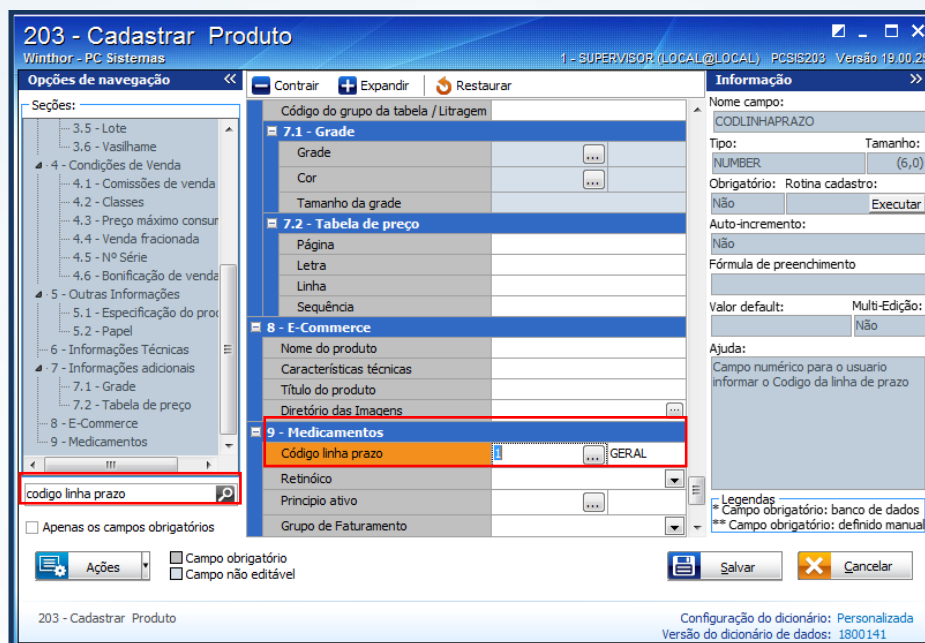 203 - Cadastrar Produto
Winthor - PC Sistemas
1 - SUPERVISOR (LOCAL@LOCAL) PCSIS203 Versão 19.00.25
Opções de navegação
Seções:
3.5 - Lote
3.6 - Vasilhame
4 - Condições de Venda
4.1 - Comissões de venda
4.2 - Classes
4.3 - Preço máximo consur
4.4 - Venda fracionada
4.5 - Nº Série
4.6 - Bonificação de venda
5 - Outras Informações
5.1 - Especificação do proc
5.2 - Papel
6 - Informações Técnicas
7 - Informações adicionais
7.1 - Grade
7.2 - Tabela de preço
8 - E-Commerce
9 - Medicamentos
codigo linha prazo
Apenas os campos obrigatórios
Contrair Expandir Restaurar
Código do grupo da tabela / Litragem
7.1 - Grade
Grade ...
Cor ...
Tamanho da grade
7.2 - Tabela de preço
Página
Letra
Linha
Sequência
8 - E-Commerce
Nome do produto
Características técnicas
Título do produto
Diretório das Imagens ...
9 - Medicamentos
Código linha prazo 1 ... GERAL
Retinóico
Principio ativo ...
Grupo de Faturamento
Informação
Nome campo:
CODLINHAPRAZO
Tipo: Tamanho:
NUMBER (6,0)
Obrigatório: Rotina cadastro:
Não Executar
Auto-incremento:
Não
Fórmula de preenchimento
Valor default: Multi-Edição:
Não
Ajuda:
Campo numérico para o usuario
informar o Codigo da linha de prazo
Legendas
* Campo obrigatório: banco de dados
** Campo obrigatório: definido manual
Ações
Campo obrigatório
Campo não editável
Salvar Cancelar
203 - Cadastrar Produto
Configuração do dicionário: Personalizada
Versão do dicionário de dados: 1800141